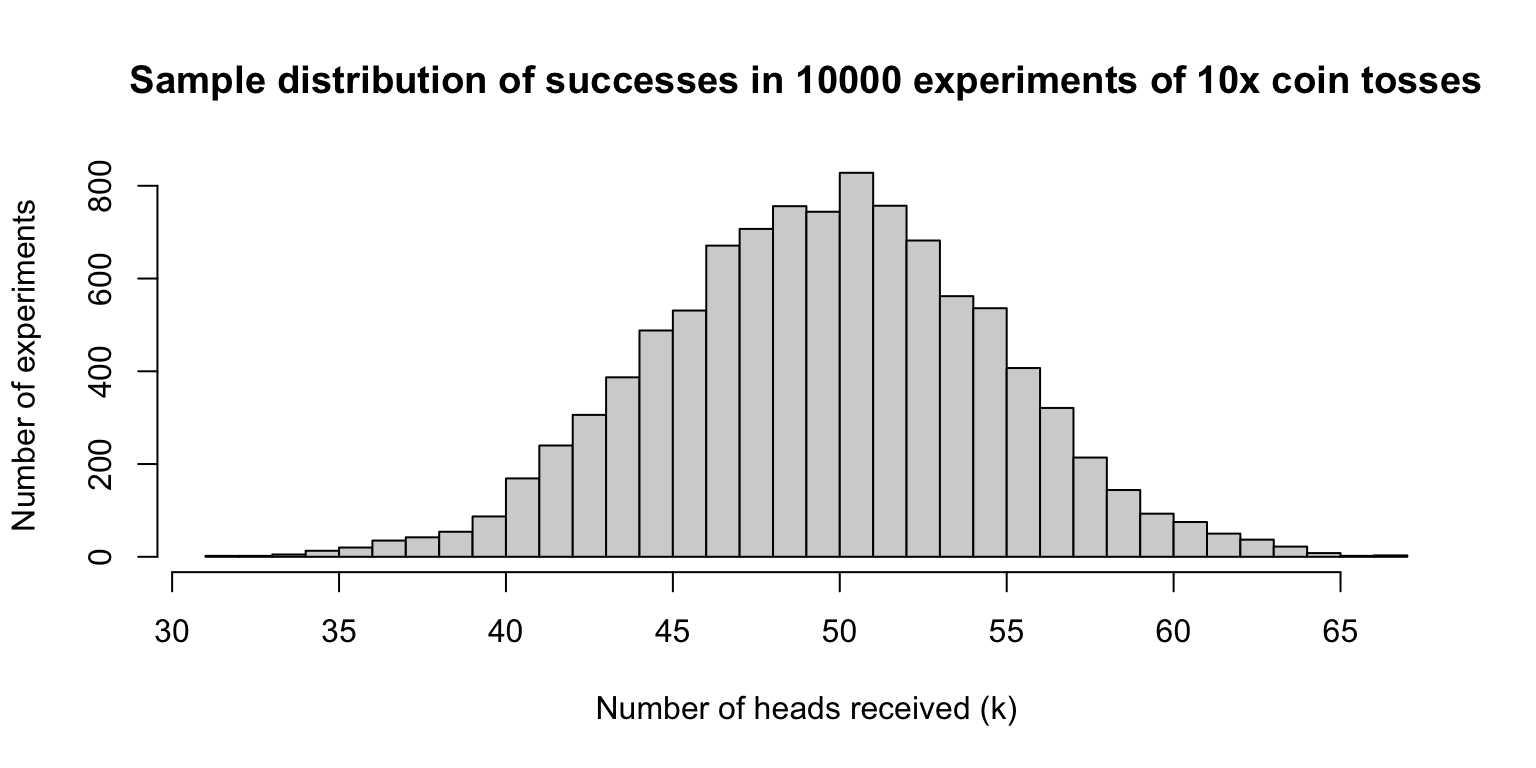 Sample distribution of successes in 10000 experiments of 10x coin tosses
Number of experiments
800
600
400
200
0
30 35 40 45 50 55 60 65
Number of heads received (k)